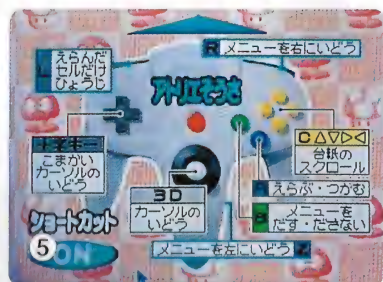 R メニューを右にいどう
L
えらんだ
セルだけ
ひょうじ
アトリエそうさ
十字キー
こまかい
カーソルの
いどう
C△▽▷◁
台紙の
スクロール
3D
カーソルの
いどう
A えらぶ・つかむ
B メニューを
だす・ださない
ショートカット
ON
⑤
メニューを左にいどう Z